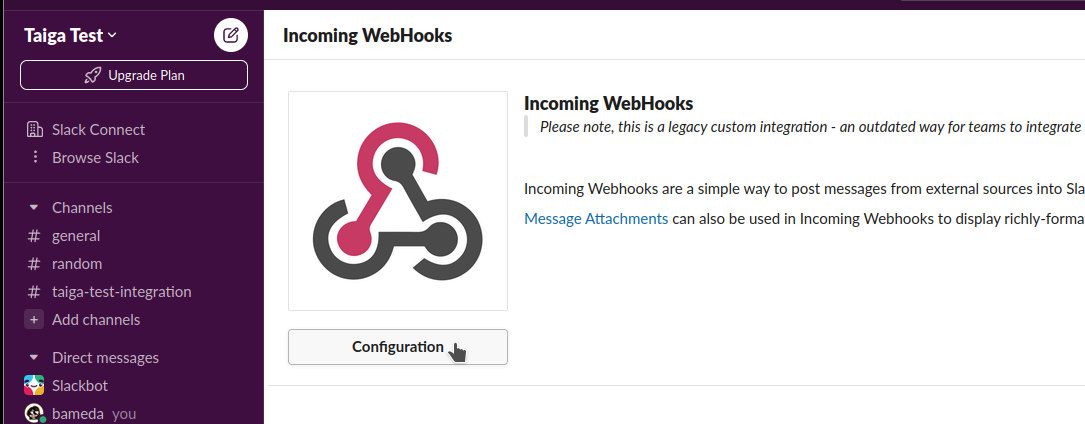 Taiga Test
Upgrade Plan
Slack Connect
Browse Slack
Channels
# general
# random
# taiga-test-integration
+ Add channels
Direct messages
Slackbot
bameda you
Incoming WebHooks
Incoming WebHooks
Please note, this is a legacy custom integration - an outdated way for teams to integrate
Incoming Webhooks are a simple way to post messages from external sources into Sla
Message Attachments can also be used in Incoming Webhooks to display richly-forma
Configuration